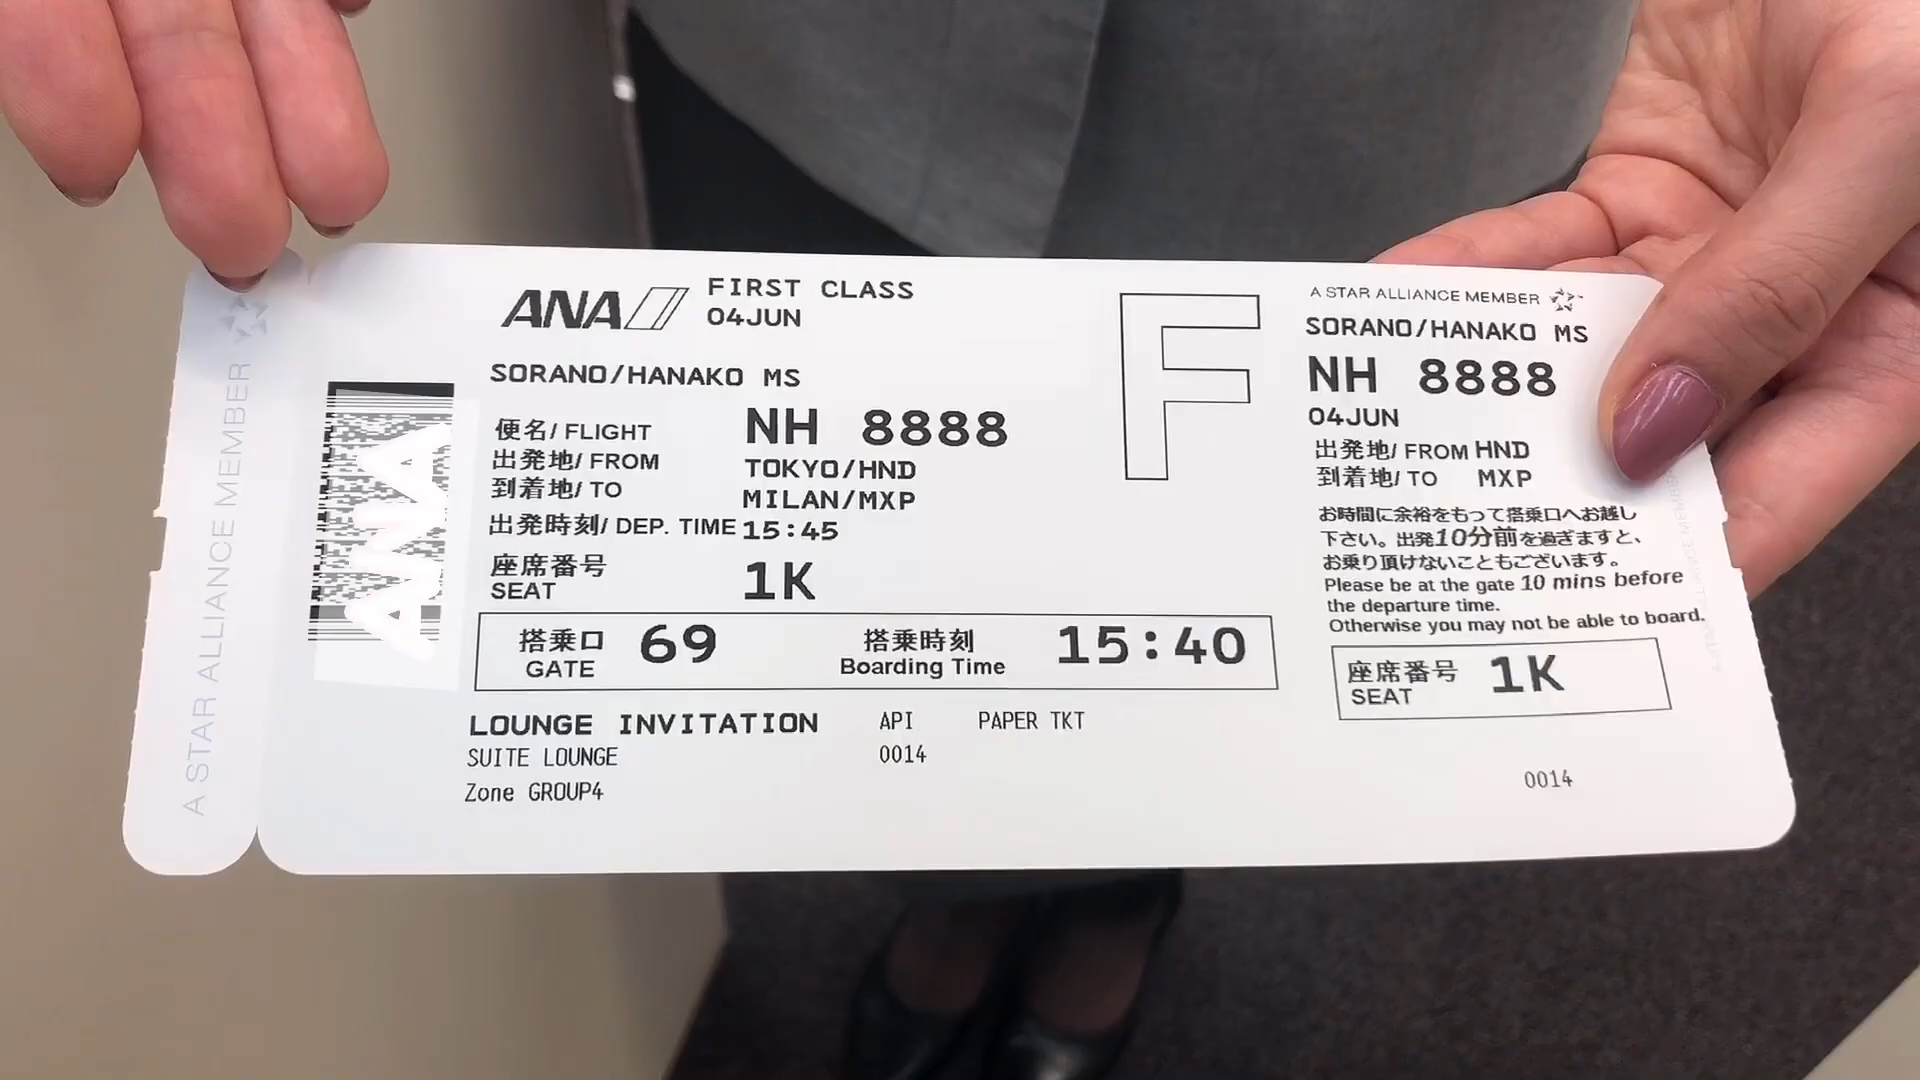 A STAR ALLIANCE MEMBER
ANA
ANA
FIRST CLASS
04JUN
SORANO/HANAKO MS
便名/ FLIGHT NH 8888
出発地/ FROM TOKYO/HND
到着地/ TO MILAN/MXP
出発時刻/ DEP. TIME 15:45
座席番号
SEAT
1K
搭乗口
GATE
69
搭乗時刻
Boarding Time
15:40
LOUNGE INVITATION
SUITE LOUNGE
Zone GROUP4
API
0014
PAPER TKT
F
A STAR ALLIANCE MEMBER
SORANO/HANAKO MS
NH 8888
04JUN
出発地/ FROM HND
到着地/ TO MXP
お時間に余裕をもって搭乗口へお越し
下さい。出発10分前を過ぎますと、
お乗り頂けないこともございます。
Please be at the gate 10 mins before
the departure time.
Otherwise you may not be able to board.
座席番号
SEAT
1K
0014